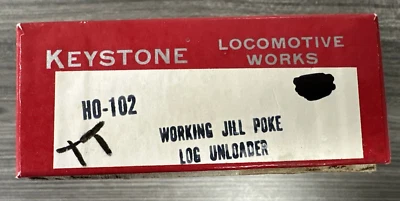 KEYSTONE LOCOMOTIVE
WORKS
HO-102
WORKING JILL POKE
LOG UNLOADER